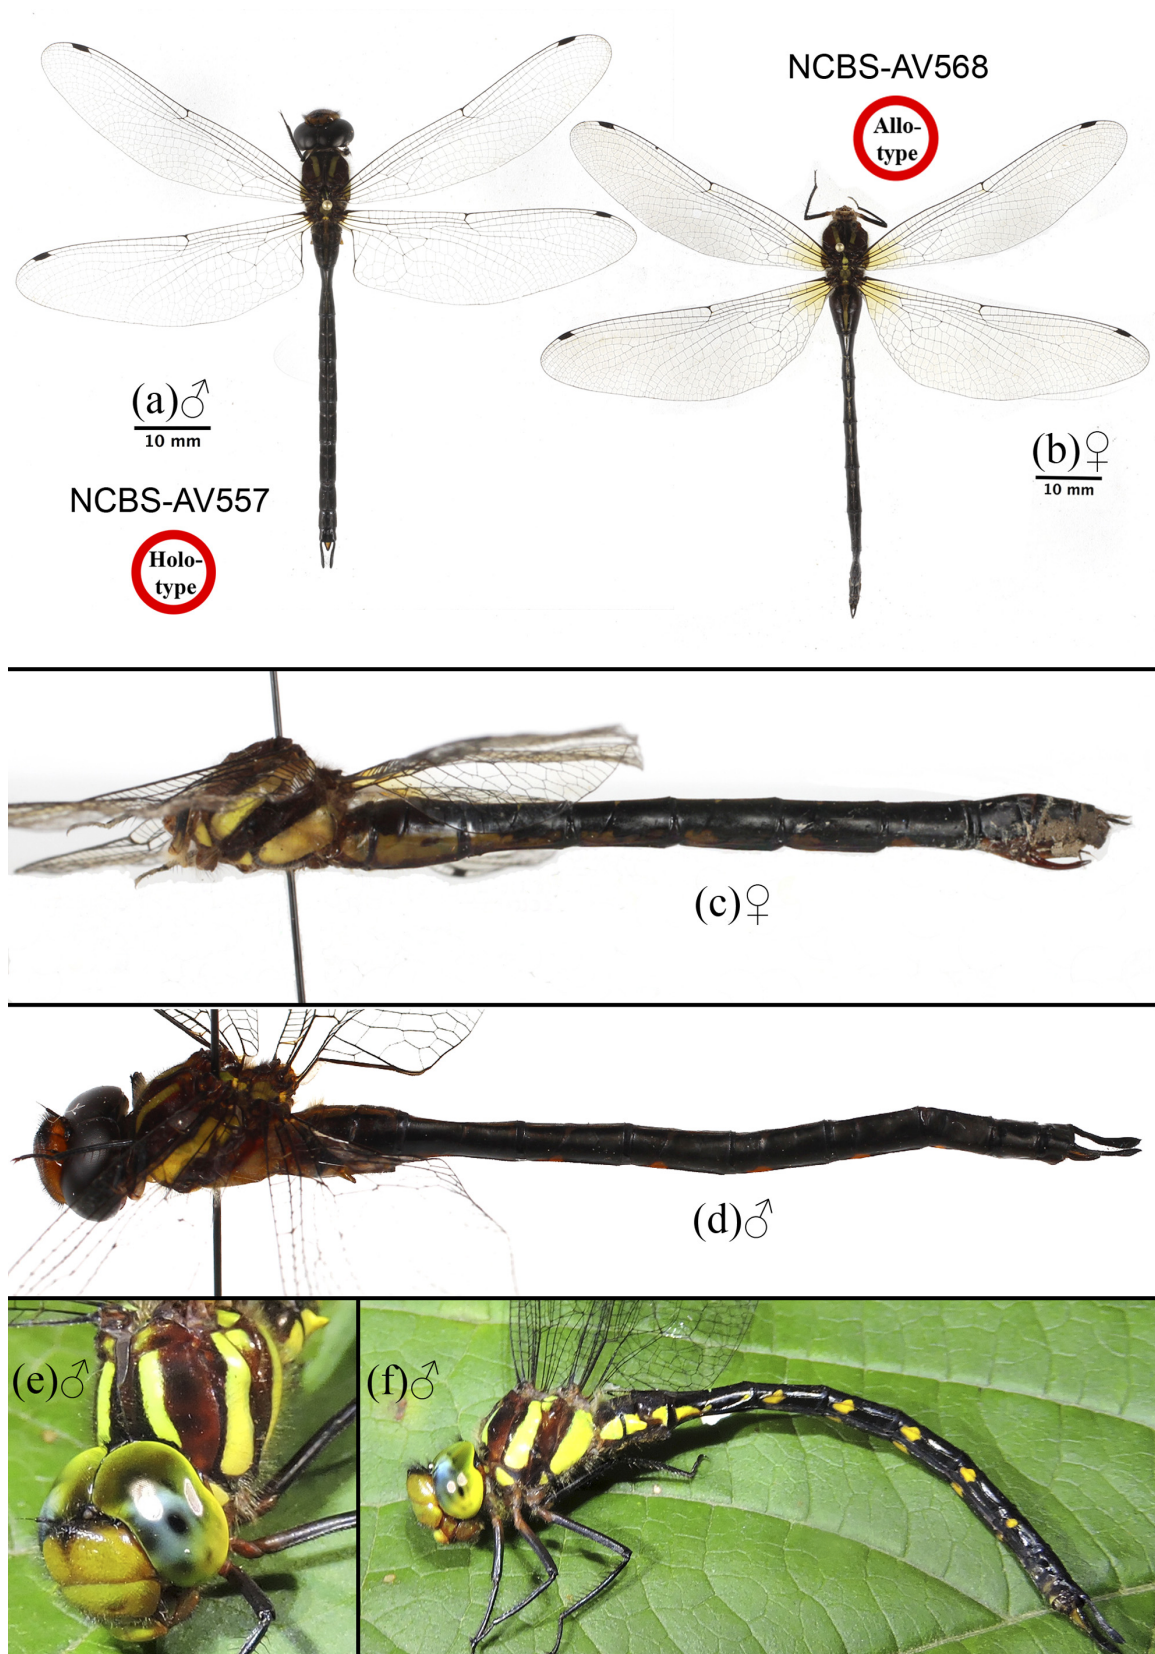 NCBS-AV568
Allo-
type
(a)♂
10 mm
(b)♀
10 mm
NCBS-AV557
Holo-
type
(c)♀
(d)♂
(e)♂
(f)♂